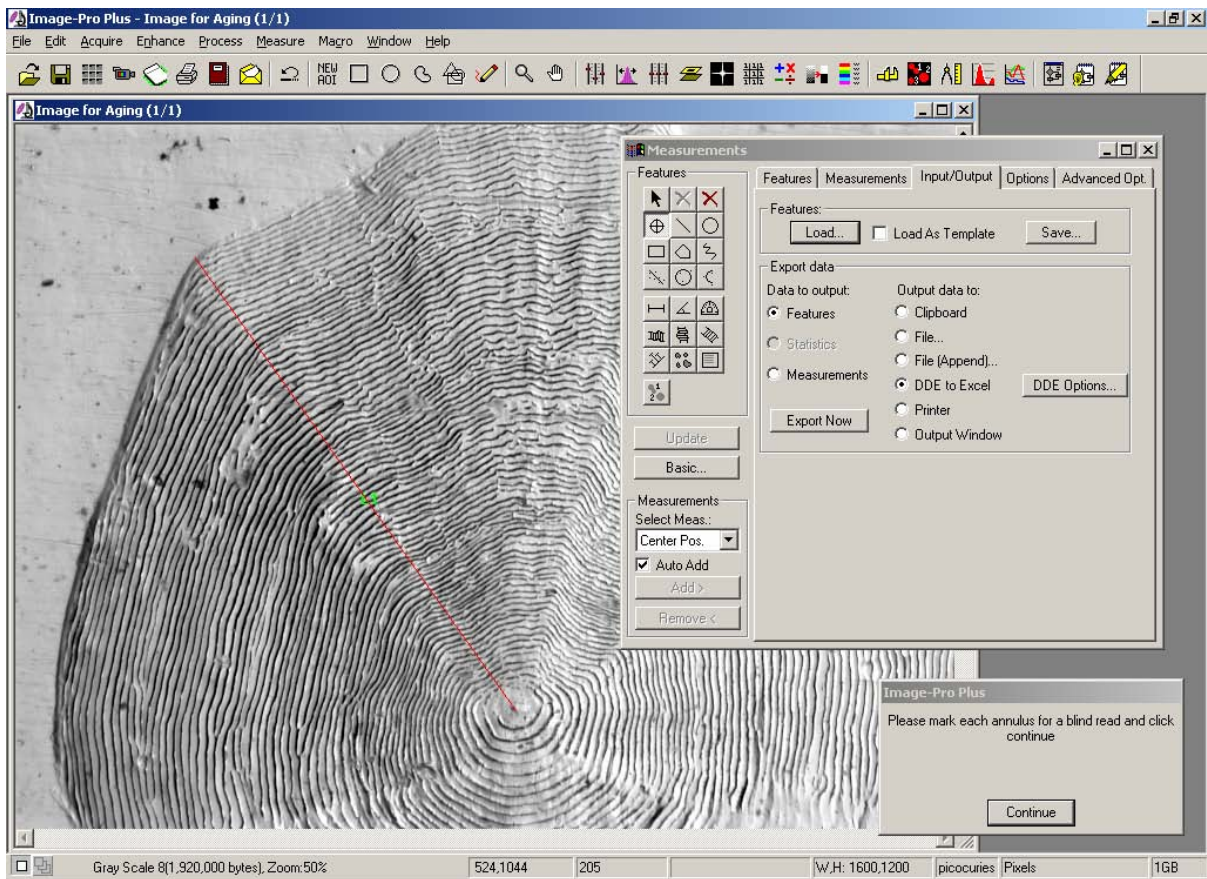 Image-Pro Plus - Image for Aging (1/1)
File Edit Acquire Enhance Process Measure Macro Window Help
NEW
AOI
Image for Aging (1/1)
Measurements
Features
Features Measurements Input/Output Options Advanced Opt.
Features:
Load... Load As Template Save...
Export data
Data to output: Output data to:
Features Clipboard
Statistics File...
File (Append)...
Measurements DDE to Excel DDE Options...
Printer
Export Now Output Window
Update
Basic...
Measurements
Select Meas.:
Center Pos.
Auto Add
Add >
Remove <
Image-Pro Plus
Please mark each annulus for a blind read and click
continue
Continue
Gray Scale 8(1,920,000 bytes), Zoom:50% 524,1044 205 W,H: 1600,1200 picocuries Pixels 1GB